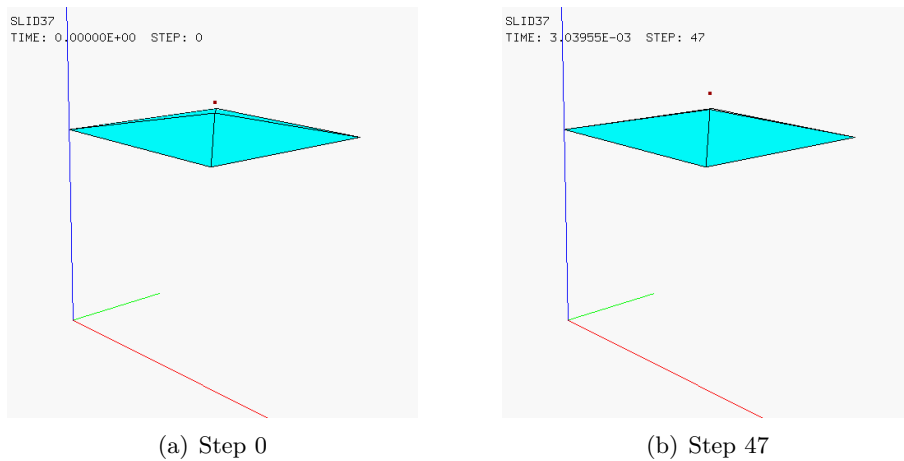 SLID37
TIME: 0.00000E+00 STEP: 0
SLID37
TIME: 3.03955E-03 STEP: 47
(a) Step 0
(b) Step 47